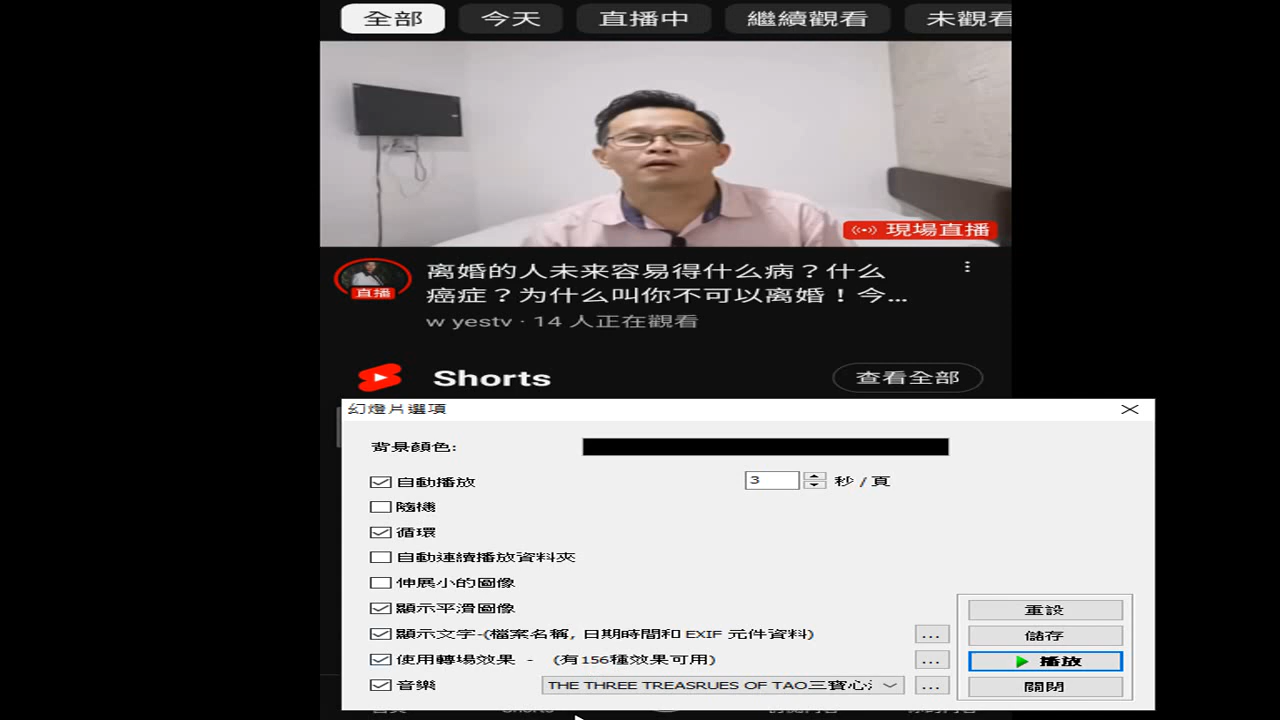 全部 今天 直播中 繼續觀看 未觀看
現場直播
离婚的人未来容易得什么病？什么
直播
癌症？为什么叫你不可以离婚！今...
w yestv · 14 人正在觀看
Shorts 查看全部
幻燈片選項
背景顏色:
自動播放 3 秒 / 頁
隨機
循環
自動連續播放資料夾
伸展小的圖像
顯示平滑圖像
重設
顯示文字-(檔案名稱, 日期時間和 EXIF 元件資料) ...
儲存
使用轉場效果 - (有156種效果可用) ...
播放
音樂 THE THREE TREASRUES OF TAO三寶心 ...
關閉